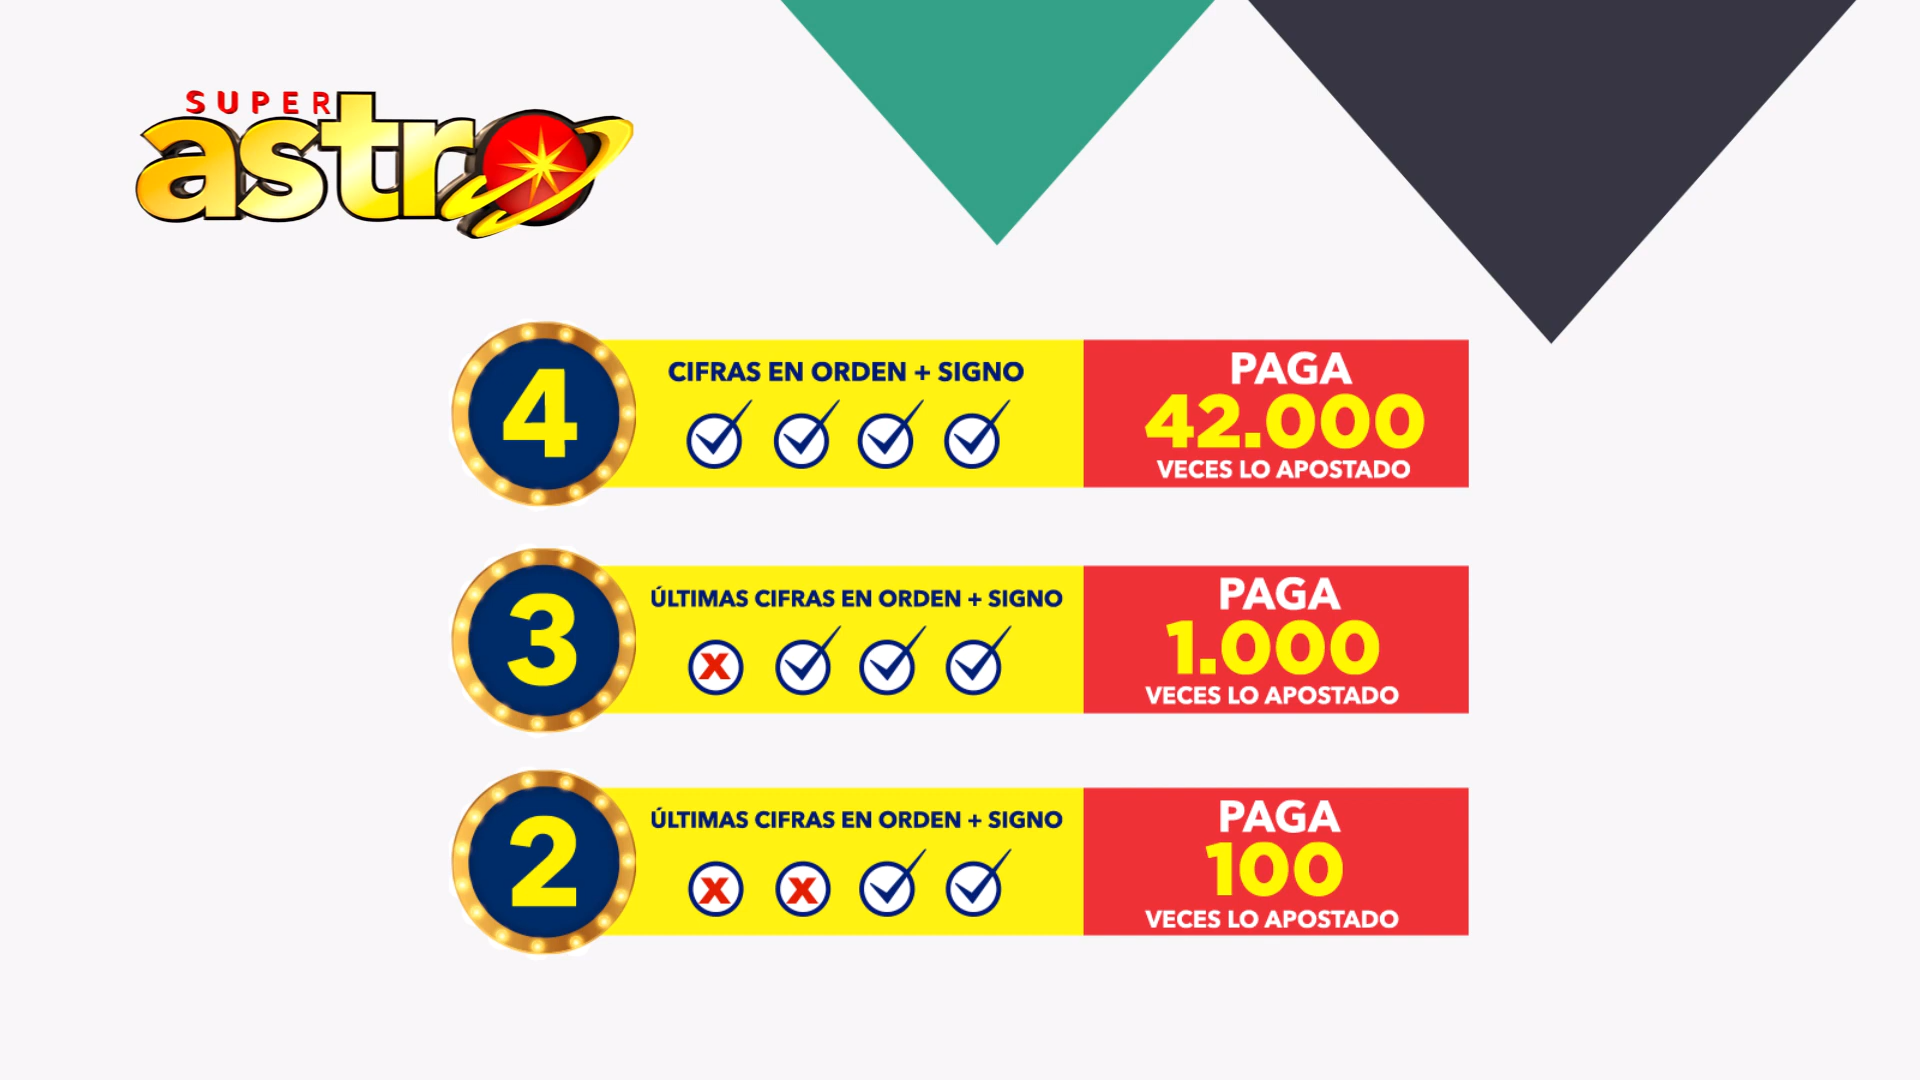 SUPER
astro
4
CIFRAS EN ORDEN + SIGNO
PAGA
42.000
VECES LO APOSTADO
3
ÚLTIMAS CIFRAS EN ORDEN + SIGNO
X
PAGA
1.000
VECES LO APOSTADO
2
ÚLTIMAS CIFRAS EN ORDEN + SIGNO
X X
PAGA
100
VECES LO APOSTADO